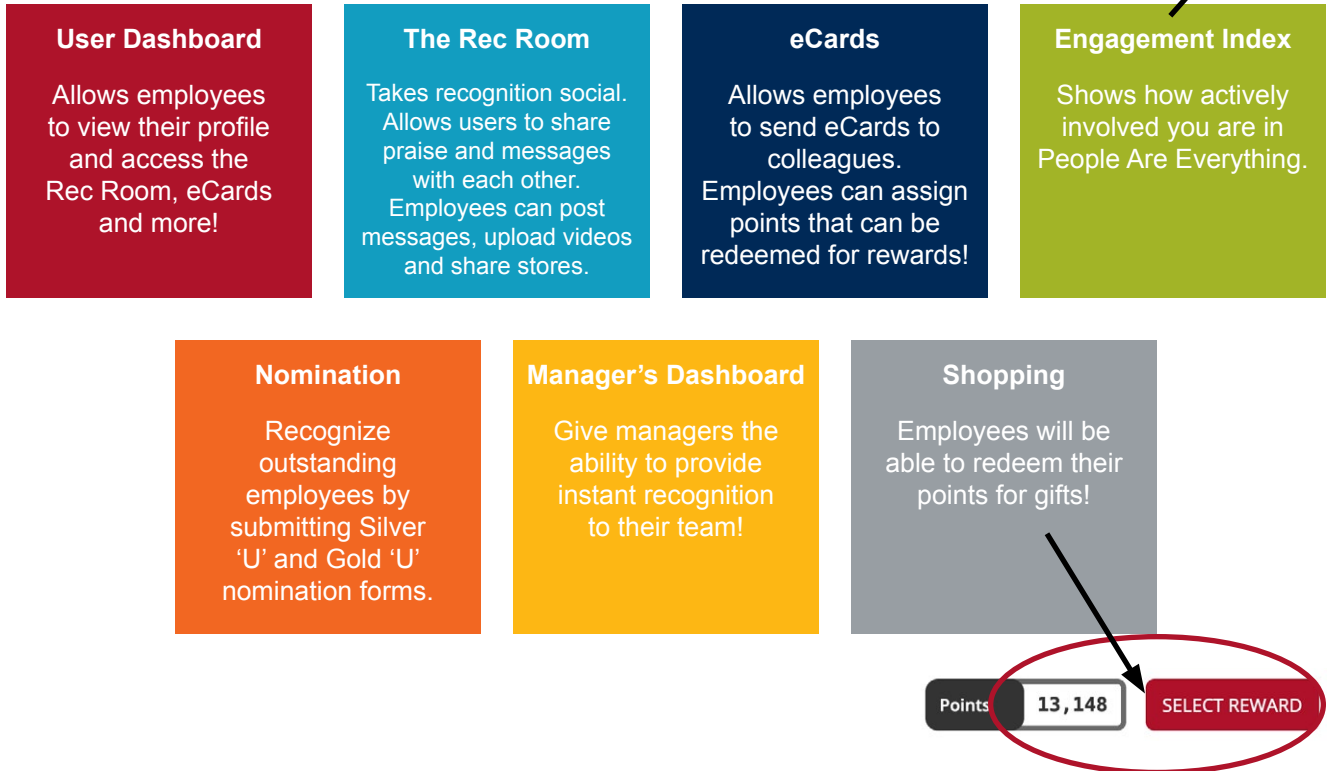 User Dashboard
Allows employees
to view their profile
and access the
Rec Room, eCards
and more!
The Rec Room
Takes recognition social.
Allows users to share
praise and messages
with each other.
Employees can post
messages, upload videos
and share stores.
eCards
Allows employees
to send eCards to
colleagues.
Employees can assign
points that can be
redeemed for rewards!
Engagement Index
Shows how actively
involved you are in
People Are Everything.
Nomination
Recognize
outstanding
employees by
submitting Silver
‘U’ and Gold ‘U’
nomination forms.
Manager’s Dashboard
Give managers the
ability to provide
instant recognition
to their team!
Shopping
Employees will be
able to redeem their
points for gifts!
Points 13,148 SELECT REWARD